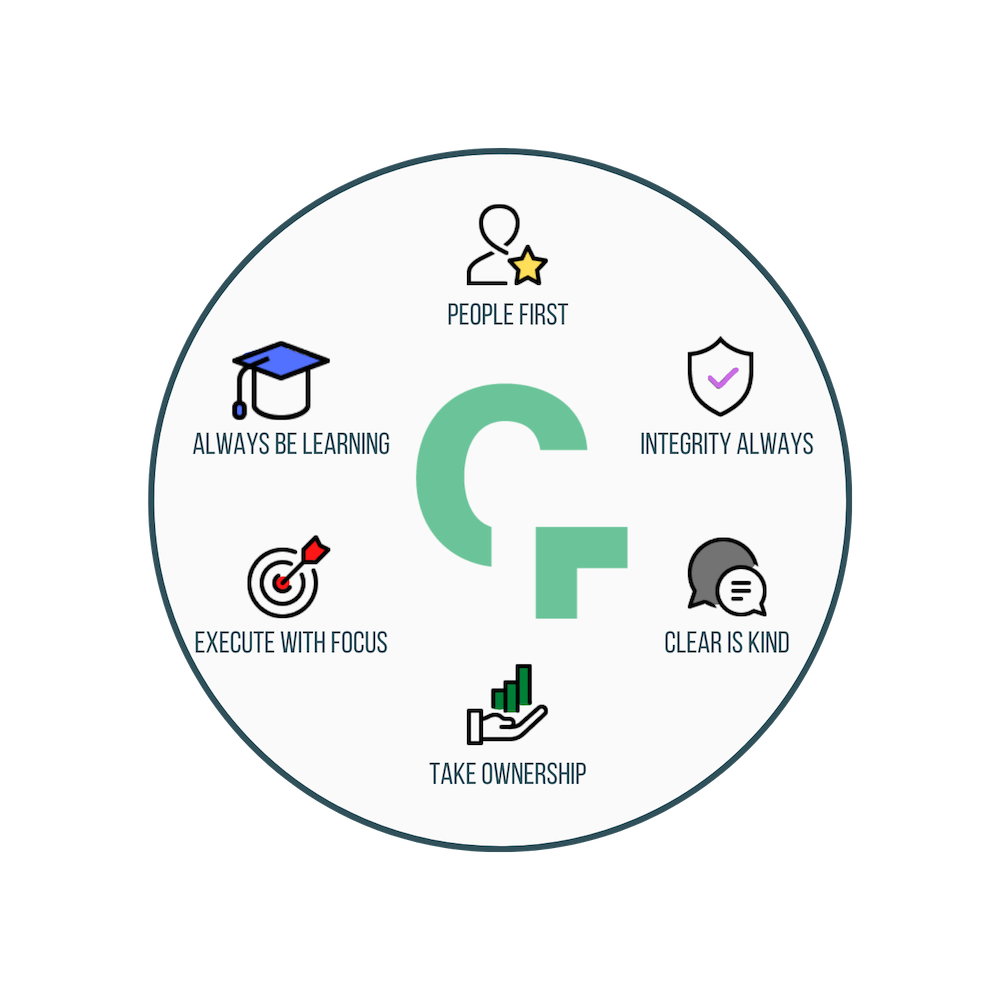 PEOPLE FIRST
ALWAYS BE LEARNING
INTEGRITY ALWAYS
EXECUTE WITH FOCUS
CLEAR IS KIND
TAKE OWNERSHIP